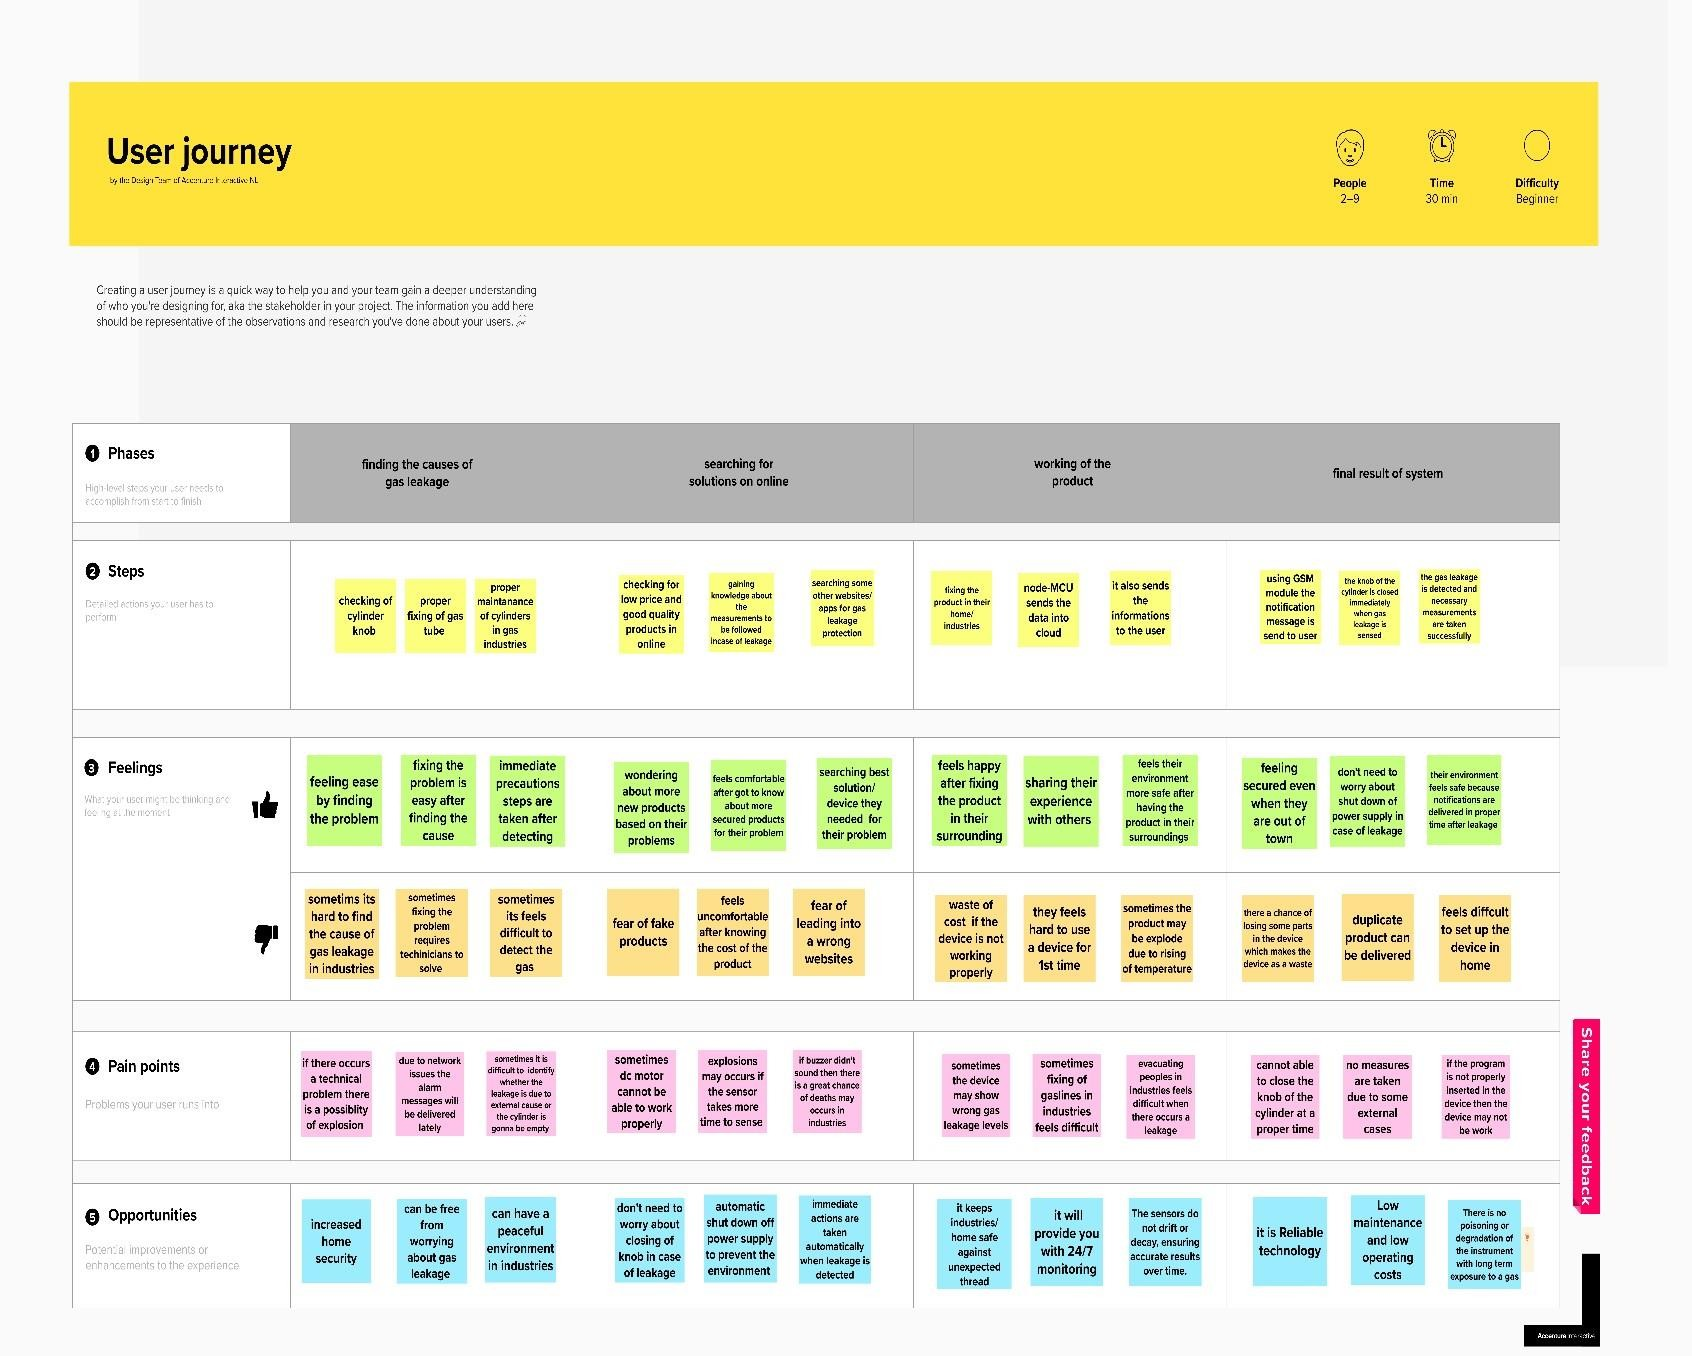 User journey
by the Design Team of Accenture Interactive NL
People
2–9
Time
30 min
Difficulty
Beginner
Creating a user journey is a quick way to help you and your team gain a deeper understanding
of who you're designing for, aka the stakeholder in your project. The information you add here
should be representative of the observations and research you've done about your users.
1 Phases
High-level steps your user needs to
accomplish from start to finish
finding the causes of
gas leakage
searching for
solutions on online
working of the
product
final result of system
2 Steps
Detailed actions your user has to
perform
checking of
cylinder
knob
proper
fixing of gas
tube
proper
maintanance
of cylinders
in gas
industries
checking for
low price and
good quality
products in
online
gaining
knowledge about
the
measurements to
be followed
incase of leakage
searching some
other websites/
apps for gas
leakage
protection
fixing the
product in their
home/
industries
node-MCU
sends the
data into
cloud
it also sends
the
informations
to the user
using GSM
module the
notification
message is
send to user
the knob of the
cylinder is closed
immediately
when gas
leakage is
sensed
the gas leakage
is detected and
necessary
measurements
are taken
successfully
3 Feelings
What your user might be thinking and
feeling at the moment
feeling ease
by finding
the problem
fixing the
problem is
easy after
finding the
cause
immediate
precautions
steps are
taken after
detecting
wondering
about more
new products
based on their
problems
feels comfortable
after got to know
about more
secured products
for their problem
searching best
solution/
device they
needed for
their problem
feels happy
after fixing
the product
in their
surrounding
sharing their
experience
with others
feels their
environment
more safe after
having the
product in their
surroundings
feeling
secured even
when they
are out of
town
don't need to
worry about
shut down of
power supply in
case of leakage
their environment
feels safe because
notifications are
delivered in proper
time after leakage
sometims its
hard to find
the cause of
gas leakage
in industries
sometimes
fixing the
problem
requires
techinicians to
solve
sometimes
its feels
difficult to
detect the
gas
fear of fake
products
feels
uncomfortable
after knowing
the cost of the
product
fear of
leading into
a wrong
websites
waste of
cost if the
device is not
working
properly
they feels
hard to use
a device for
1st time
sometimes the
product may
be explode
due to rising
of temperature
there a chance of
losing some parts
in the device
which makes the
device as a waste
duplicate
product can
be delivered
feels diffcult
to set up the
device in
home
4 Pain points
Problems your user runs into
if there occurs
a technical
problem there
is a possiblity
of explosion
due to network
issues the
alarm
messages will
be delivered
lately
sometimes it is
difficult to identify
whether the
leakage is due to
external cause or
the cylinder is
gonna be empty
sometimes
dc motor
cannot be
able to work
properly
explosions
may occurs if
the sensor
takes more
time to sense
if buzzer didn't
sound then there
is a great chance
of deaths may
occurs in
industries
sometimes
the device
may show
wrong gas
leakage levels
sometimes
fixing of
gaslines in
industries
feels difficult
evacuating
peoples in
industries feels
difficult when
there occurs a
leakage
cannot able
to close the
knob of the
cylinder at a
proper time
no measures
are taken
due to some
external
cases
if the program
is not properly
inserted in the
device then the
device may not
be work
5 Opportunities
Potential improvements or
enhancements to the experience
increased
home
security
can be free
from
worrying
about gas
leakage
can have a
peaceful
environment
in industries
don't need to
worry about
closing of
knob in case
of leakage
automatic
shut down off
power supply
to prevent the
environment
immediate
actions are
taken
automatically
when leakage is
detected
it keeps
industries/
home safe
against
unexpected
thread
it will
provide you
with 24/7
monitoring
The sensors do
not drift or
decay, ensuring
accurate results
over time.
it is Reliable
technology
Low
maintenance
and low
operating
costs
There is no
poisoning or
degradation of
the instrument
with long term
exposure to a gas
Share your feedback
Accenture Interactive